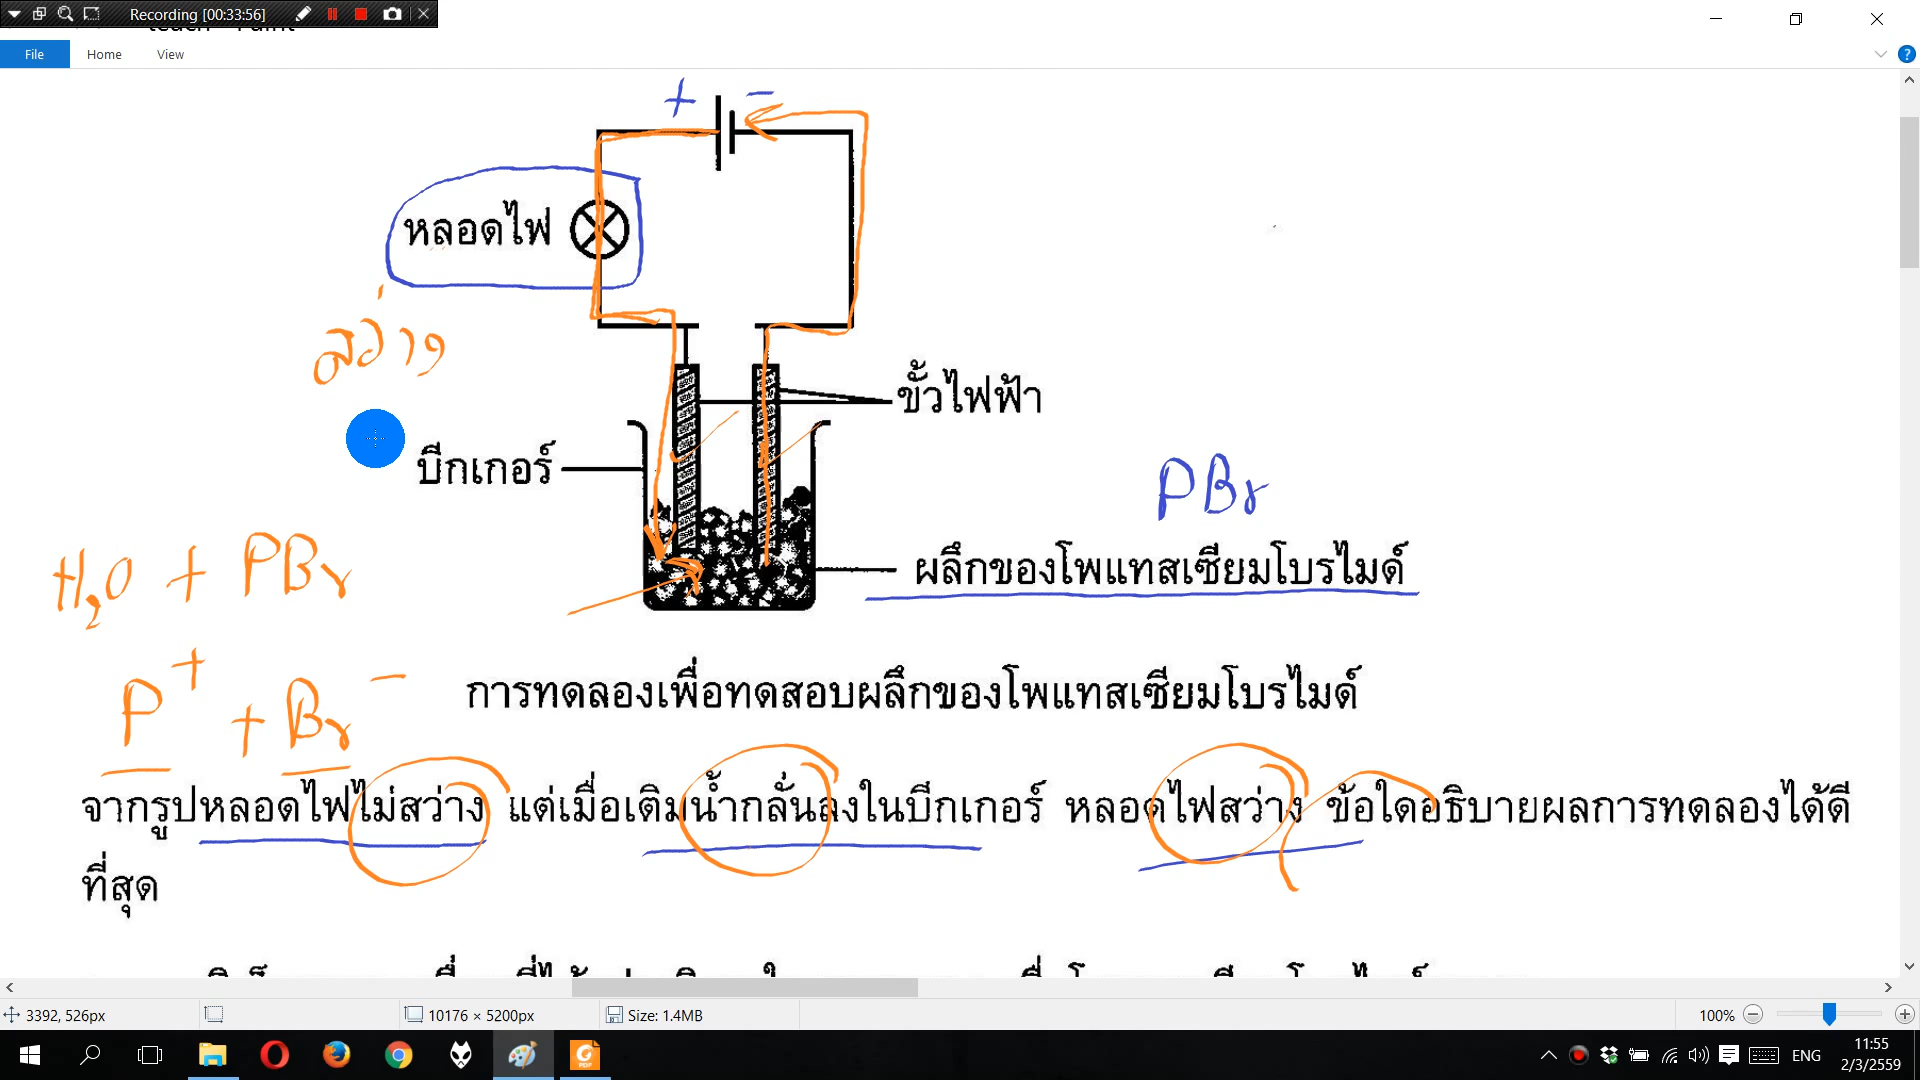 Recording [00:33:56]
File Home View
+ −
หลอดไฟ
สว่าง
ขั้วไฟฟ้า
บีกเกอร์
PBr
ผลึกของโพแทสเซียมโบรไมด์
H₂O + PBr
P⁺ + Br⁻
การทดลองเพื่อทดสอบผลึกของโพแทสเซียมโบรไมด์
จากรูปหลอดไฟไม่สว่าง แต่เมื่อเติมน้ำกลั่นลงในบีกเกอร์ หลอดไฟสว่าง ข้อใดอธิบายผลการทดลองได้ดี
ที่สุด
3392, 526px 10176 × 5200px Size: 1.4MB 100%
ENG 11:55
2/3/2559